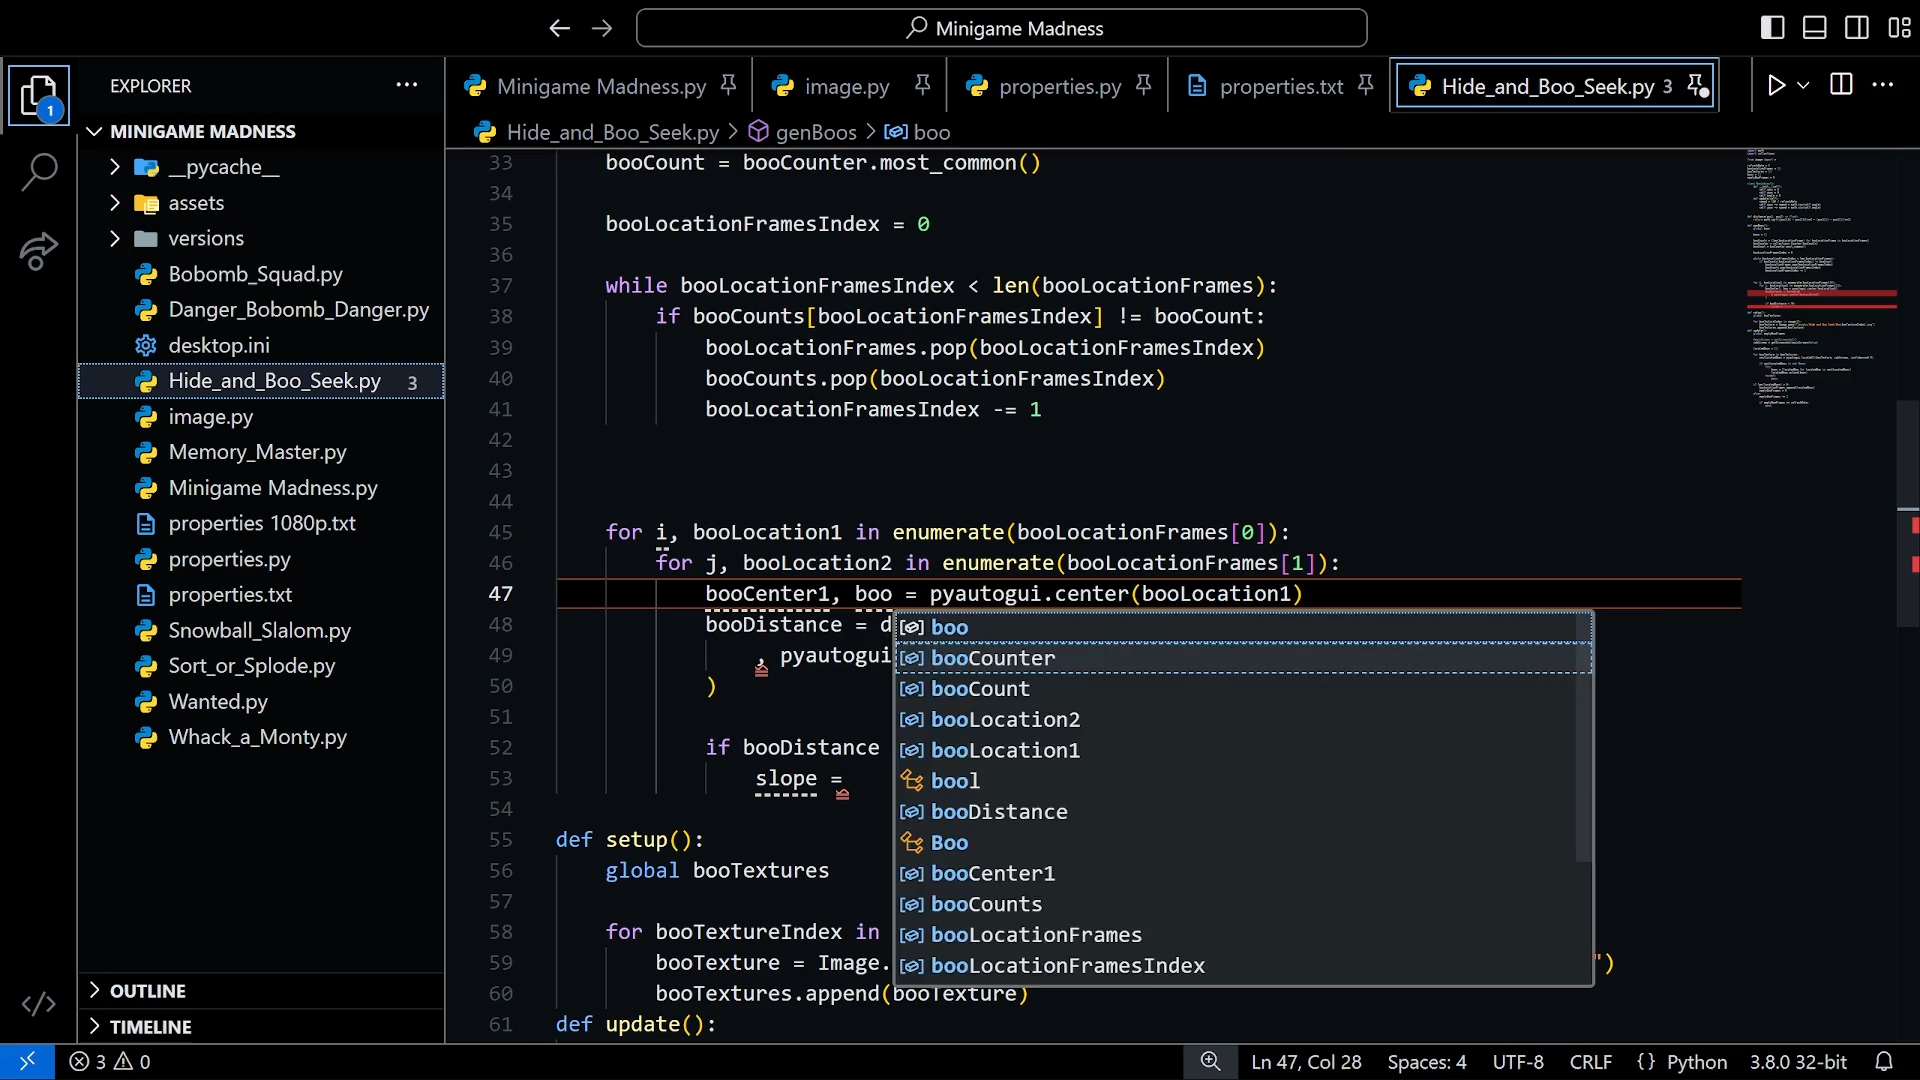 Minigame Madness
EXPLORER
Minigame Madness.py
image.py
properties.py
properties.txt
Hide_and_Boo_Seek.py 3
MINIGAME MADNESS
Hide_and_Boo_Seek.py > genBoos > boo
__pycache__
assets
versions
Bobomb_Squad.py
Danger_Bobomb_Danger.py
desktop.ini
Hide_and_Boo_Seek.py 3
image.py
Memory_Master.py
Minigame Madness.py
properties 1080p.txt
properties.py
properties.txt
Snowball_Slalom.py
Sort_or_Splode.py
Wanted.py
Whack_a_Monty.py
OUTLINE
TIMELINE
1
33 booCount = booCounter.most_common()
34
35 booLocationFramesIndex = 0
36
37 while booLocationFramesIndex < len(booLocationFrames):
38 if booCounts[booLocationFramesIndex] != booCount:
39 booLocationFrames.pop(booLocationFramesIndex)
40 booCounts.pop(booLocationFramesIndex)
41 booLocationFramesIndex -= 1
42
43
44
45 for i, booLocation1 in enumerate(booLocationFrames[0]):
46 for j, booLocation2 in enumerate(booLocationFrames[1]):
47 booCenter1, boo = pyautogui.center(booLocation1)
48 booDistance = d
49 , pyautogui
50 )
51
52 if booDistance
53 slope =
54
55 def setup():
56 global booTextures
57
58 for booTextureIndex in
59 booTexture = Image. ")
60 booTextures.append(booTexture)
61 def update():
boo
booCounter
booCount
booLocation2
booLocation1
bool
booDistance
Boo
booCenter1
booCounts
booLocationFrames
booLocationFramesIndex
3 0
Ln 47, Col 28
Spaces: 4
UTF-8
CRLF
{} Python
3.8.0 32-bit